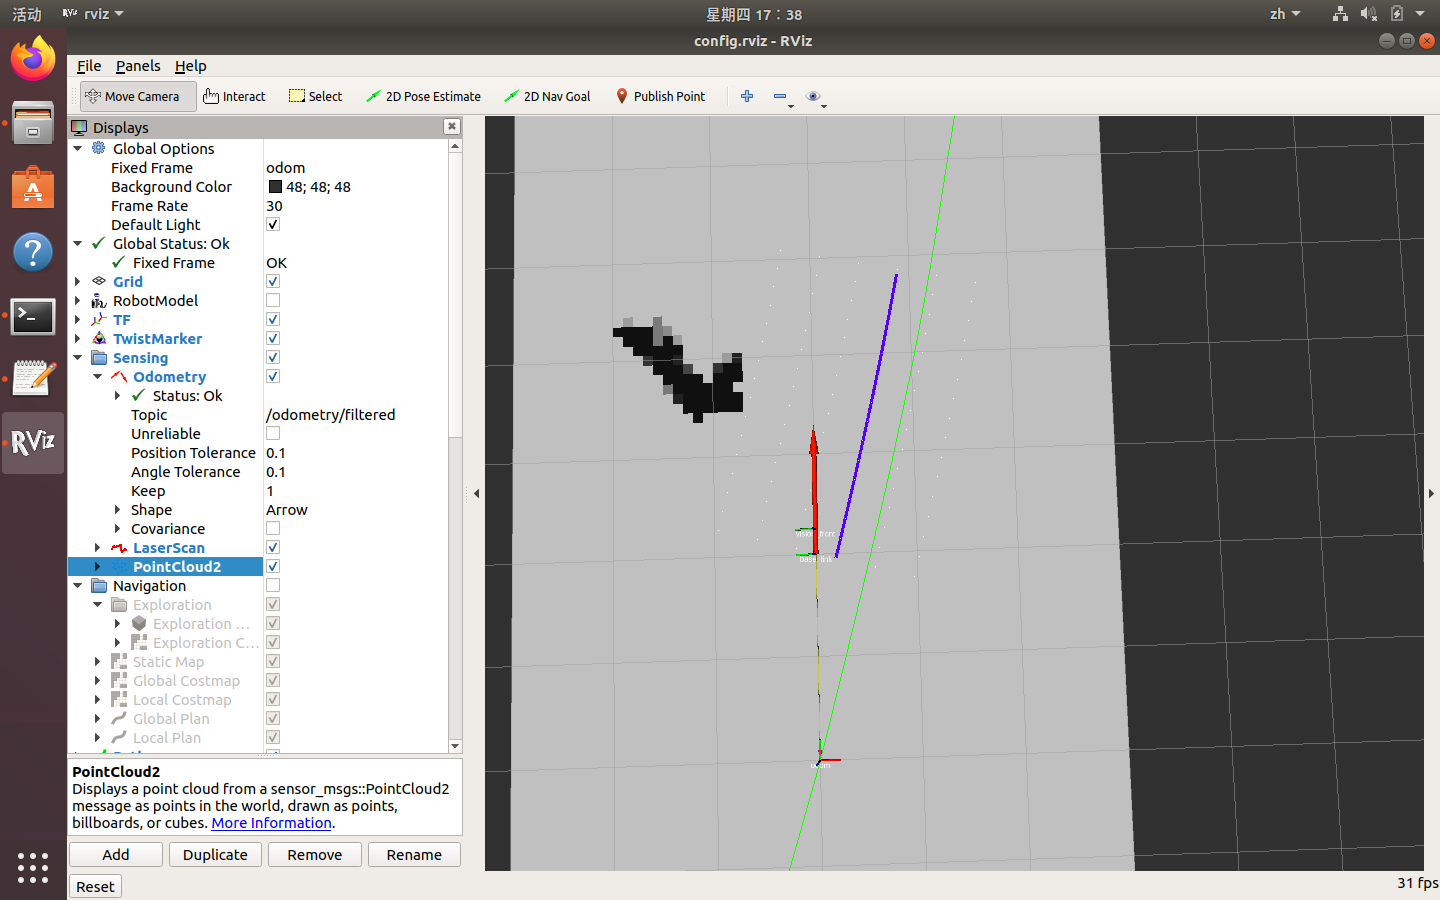 活动
rviz
星期四 17：38
zh
config.rviz - RViz
File Panels Help
Move Camera Interact Select 2D Pose Estimate 2D Nav Goal Publish Point
Displays
Global Options
Fixed Frame odom
Background Color 48; 48; 48
Frame Rate 30
Default Light
Global Status: Ok
Fixed Frame OK
Grid
RobotModel
TF
TwistMarker
Sensing
Odometry
Status: Ok
Topic /odometry/filtered
Unreliable
Position Tolerance 0.1
Angle Tolerance 0.1
Keep 1
Shape Arrow
Covariance
LaserScan
PointCloud2
Navigation
Exploration
Exploration ...
Exploration C...
Static Map
Global Costmap
Local Costmap
Global Plan
Local Plan
PointCloud2
Displays a point cloud from a sensor_msgs::PointCloud2
message as points in the world, drawn as points,
billboards, or cubes. More Information.
Add Duplicate Remove Rename
Reset
31 fps
RViz
odom